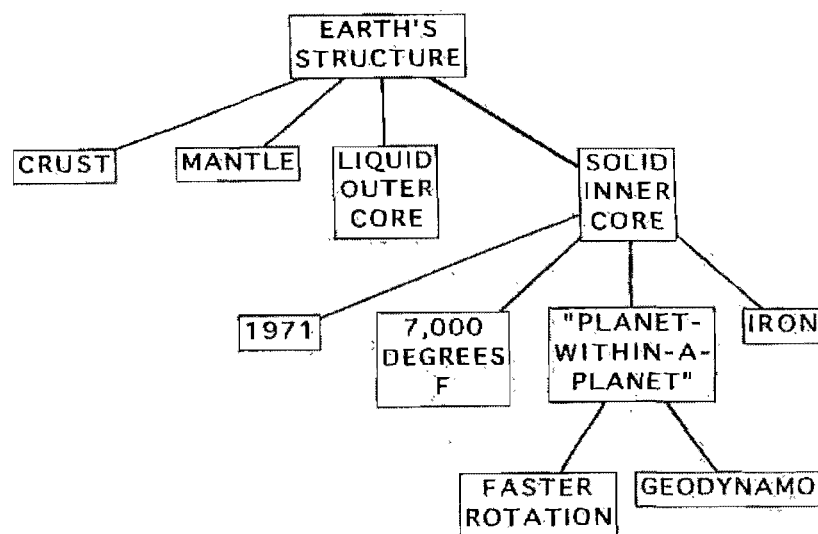 EARTH'S
STRUCTURE
CRUST
MANTLE
LIQUID
OUTER
CORE
SOLID
INNER
CORE
1971
7,000
DEGREES
F
"PLANET-
WITHIN-A-
PLANET"
IRON
FASTER
ROTATION
GEODYNAMO